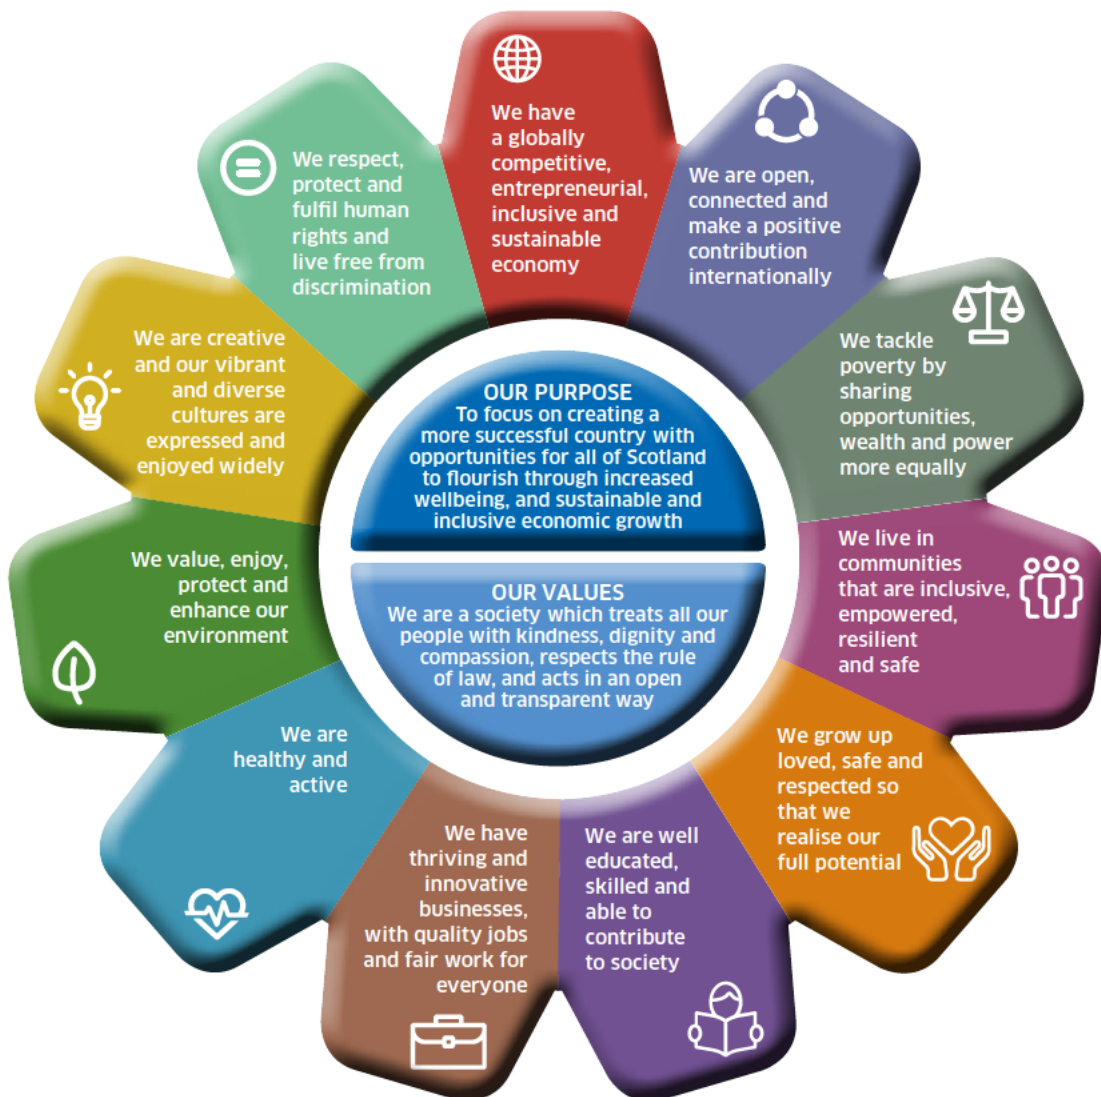 We have
a globally
competitive,
entrepreneurial,
inclusive and
sustainable
economy
We are open,
connected and
make a positive
contribution
internationally
We tackle
poverty by
sharing
opportunities,
wealth and power
more equally
We live in
communities
that are inclusive,
empowered,
resilient
and safe
We grow up
loved, safe and
respected so
that we
realise our
full potential
We are well
educated,
skilled and
able to
contribute
to society
We have
thriving and
innovative
businesses,
with quality jobs
and fair work for
everyone
We are
healthy and
active
We value, enjoy,
protect and
enhance our
environment
We are creative
and our vibrant
and diverse
cultures are
expressed and
enjoyed widely
We respect,
protect and
fulfil human
rights and
live free from
discrimination
OUR PURPOSE
To focus on creating a
more successful country with
opportunities for all of Scotland
to flourish through increased
wellbeing, and sustainable and
inclusive economic growth
OUR VALUES
We are a society which treats all our
people with kindness, dignity and
compassion, respects the rule
of law, and acts in an open
and transparent way